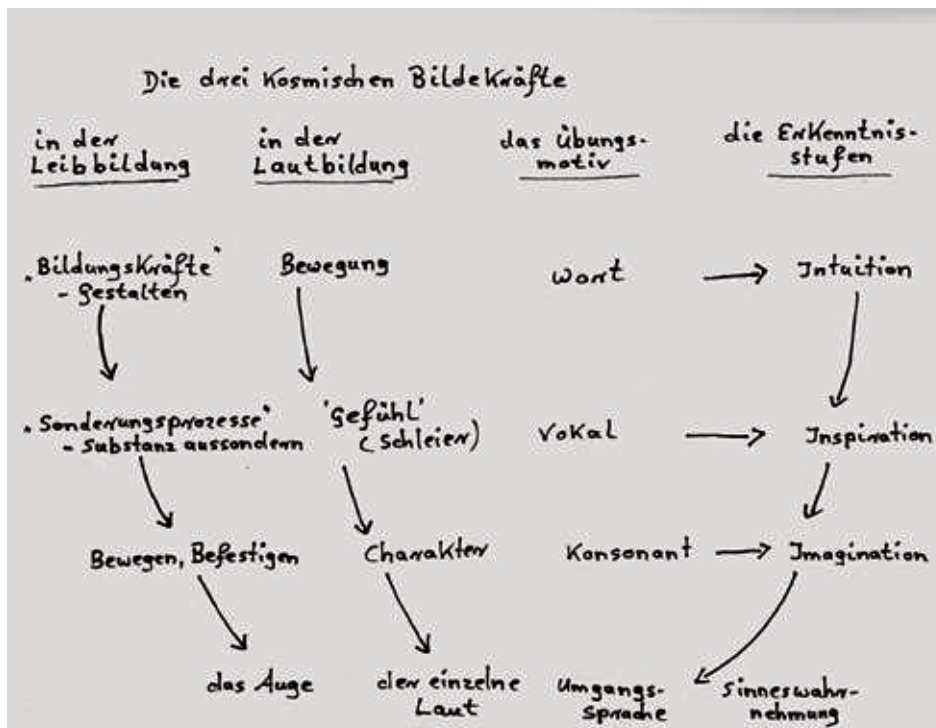 Die drei kosmischen Bildekräfte
in der
Leibbildung
in der
Lautbildung
das Übungs-
motiv
die Erkenntnis-
stufen
"Bildungskräfte"
- gestalten
Bewegung
Wort
Intuition
"Sonderungsprozesse"
- Substanz aussondern
'Gefühl'
(Schleier)
Vokal
Inspiration
Bewegen, Befestigen
Charakter
Konsonant
Imagination
das Auge
der einzelne
Laut
Umgangs-
sprache
Sinneswahr-
nehmung